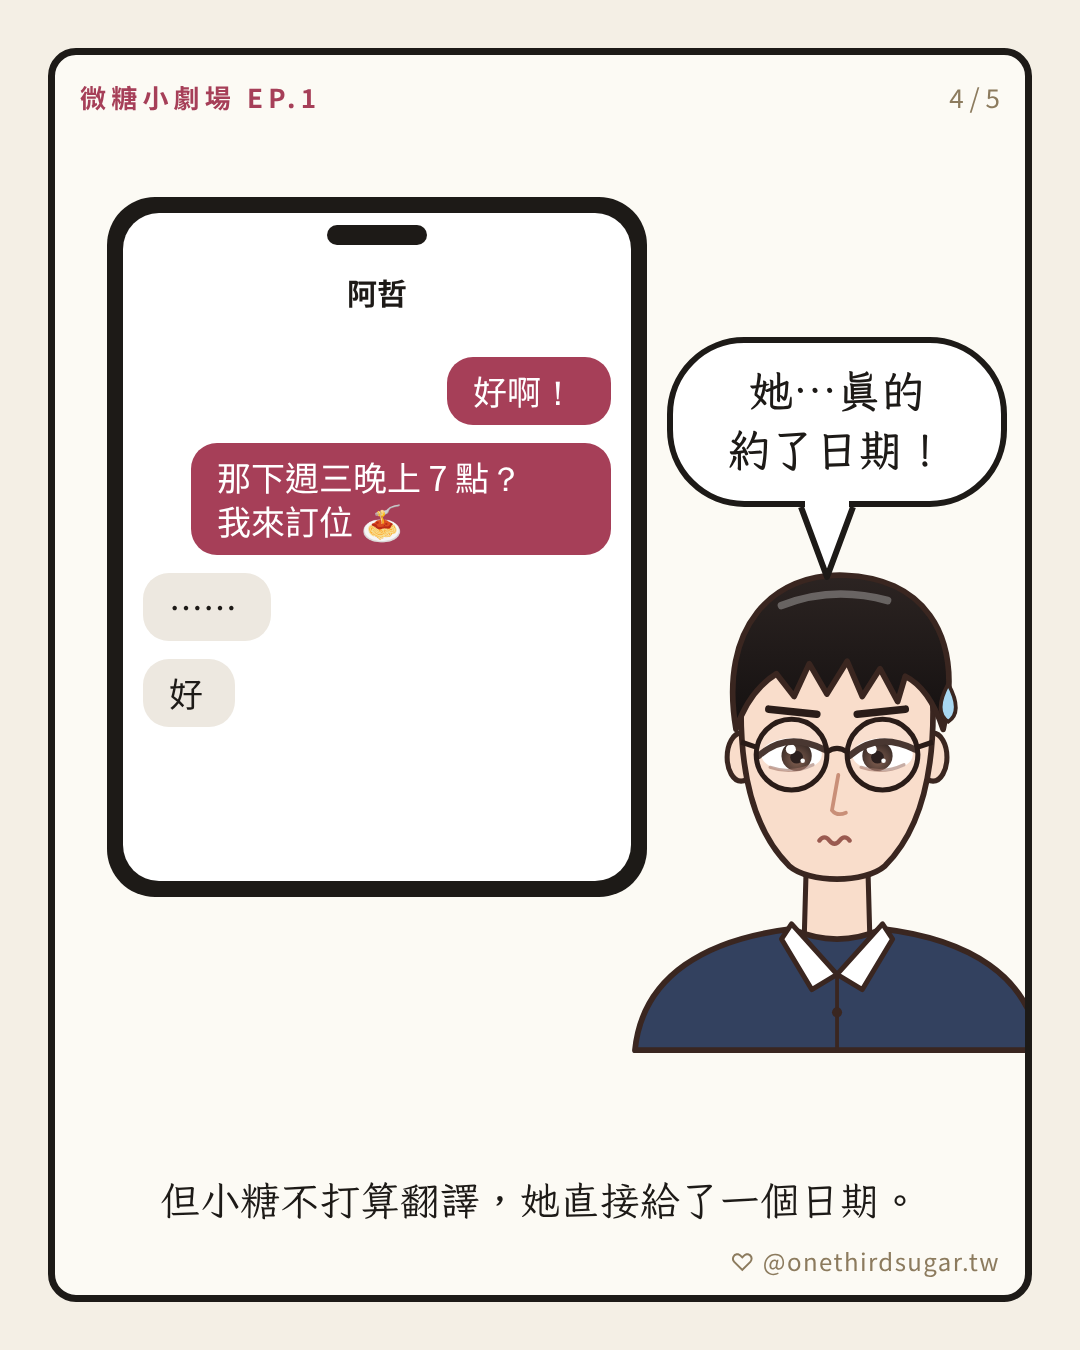 微糖小劇場 EP.1
4/5
阿哲
好啊！
那下週三晚上7點？
我來訂位🍝
……
好
她…真的
約了日期！
但小糖不打算翻譯，她直接給了一個日期。
♡ @onethirdsugar.tw